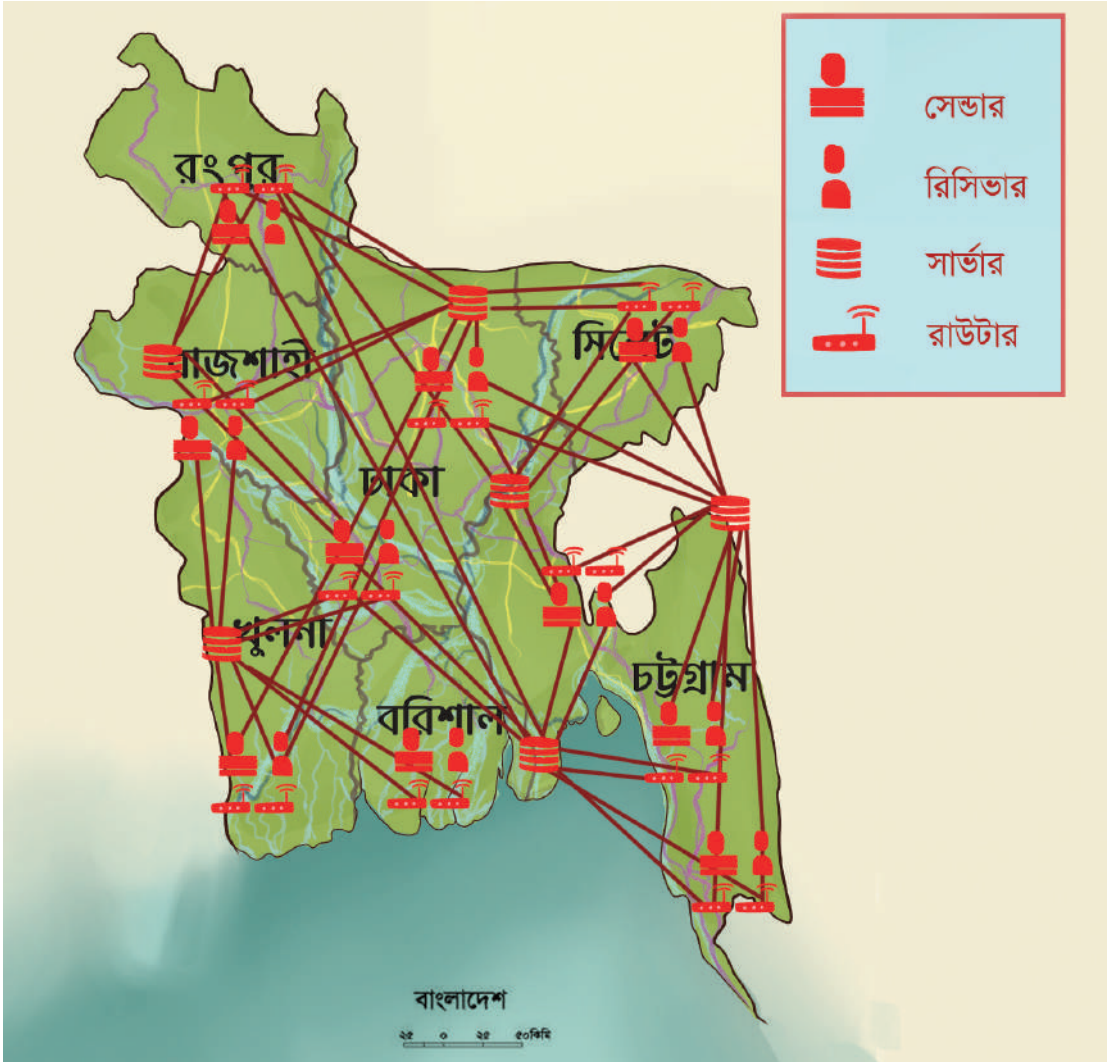 সেন্ডার
রিসিভার
সার্ভার
রাউটার
রংপুর
রাজশাহী
সিলেট
ঢাকা
খুলনা
বরিশাল
চট্টগ্রাম
বাংলাদেশ
২৫ ০ ২৫ ৫০কিমি